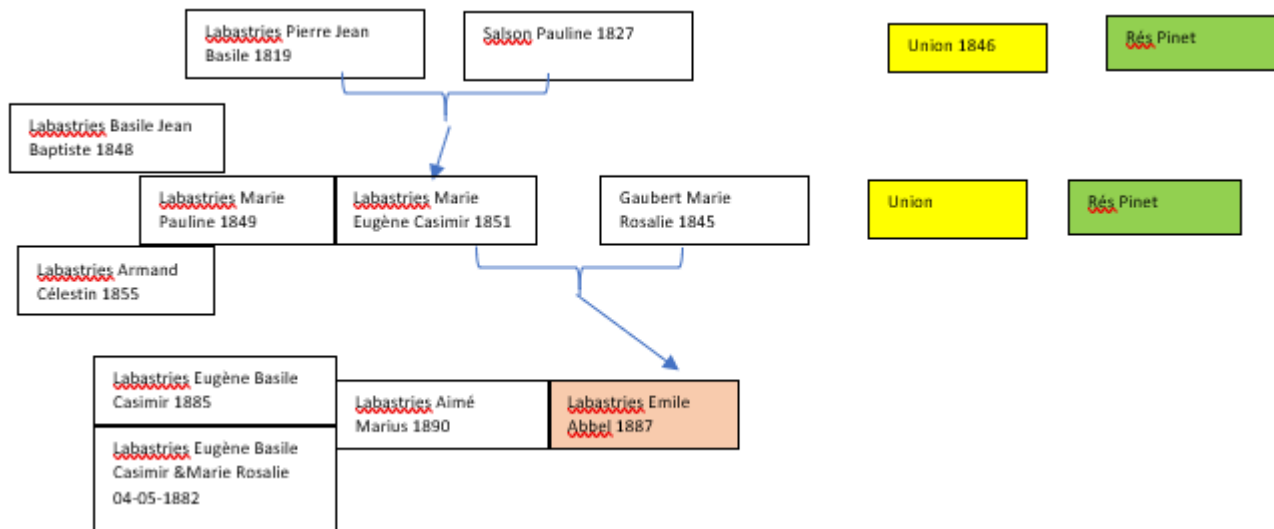 Labastries Pierre Jean
Basile 1819
Salson Pauline 1827
Union 1846
Rés Pinet
Labastries Basile Jean
Baptiste 1848
Labastries Marie
Pauline 1849
Labastries Marie
Eugène Casimir 1851
Gaubert Marie
Rosalie 1845
Union
Rés Pinet
Labastries Armand
Célestin 1855
Labastries Eugène Basile
Casimir 1885
Labastries Aimé
Marius 1890
Labastries Emile
Abbel 1887
Labastries Eugène Basile
Casimir &Marie Rosalie
04-05-1882